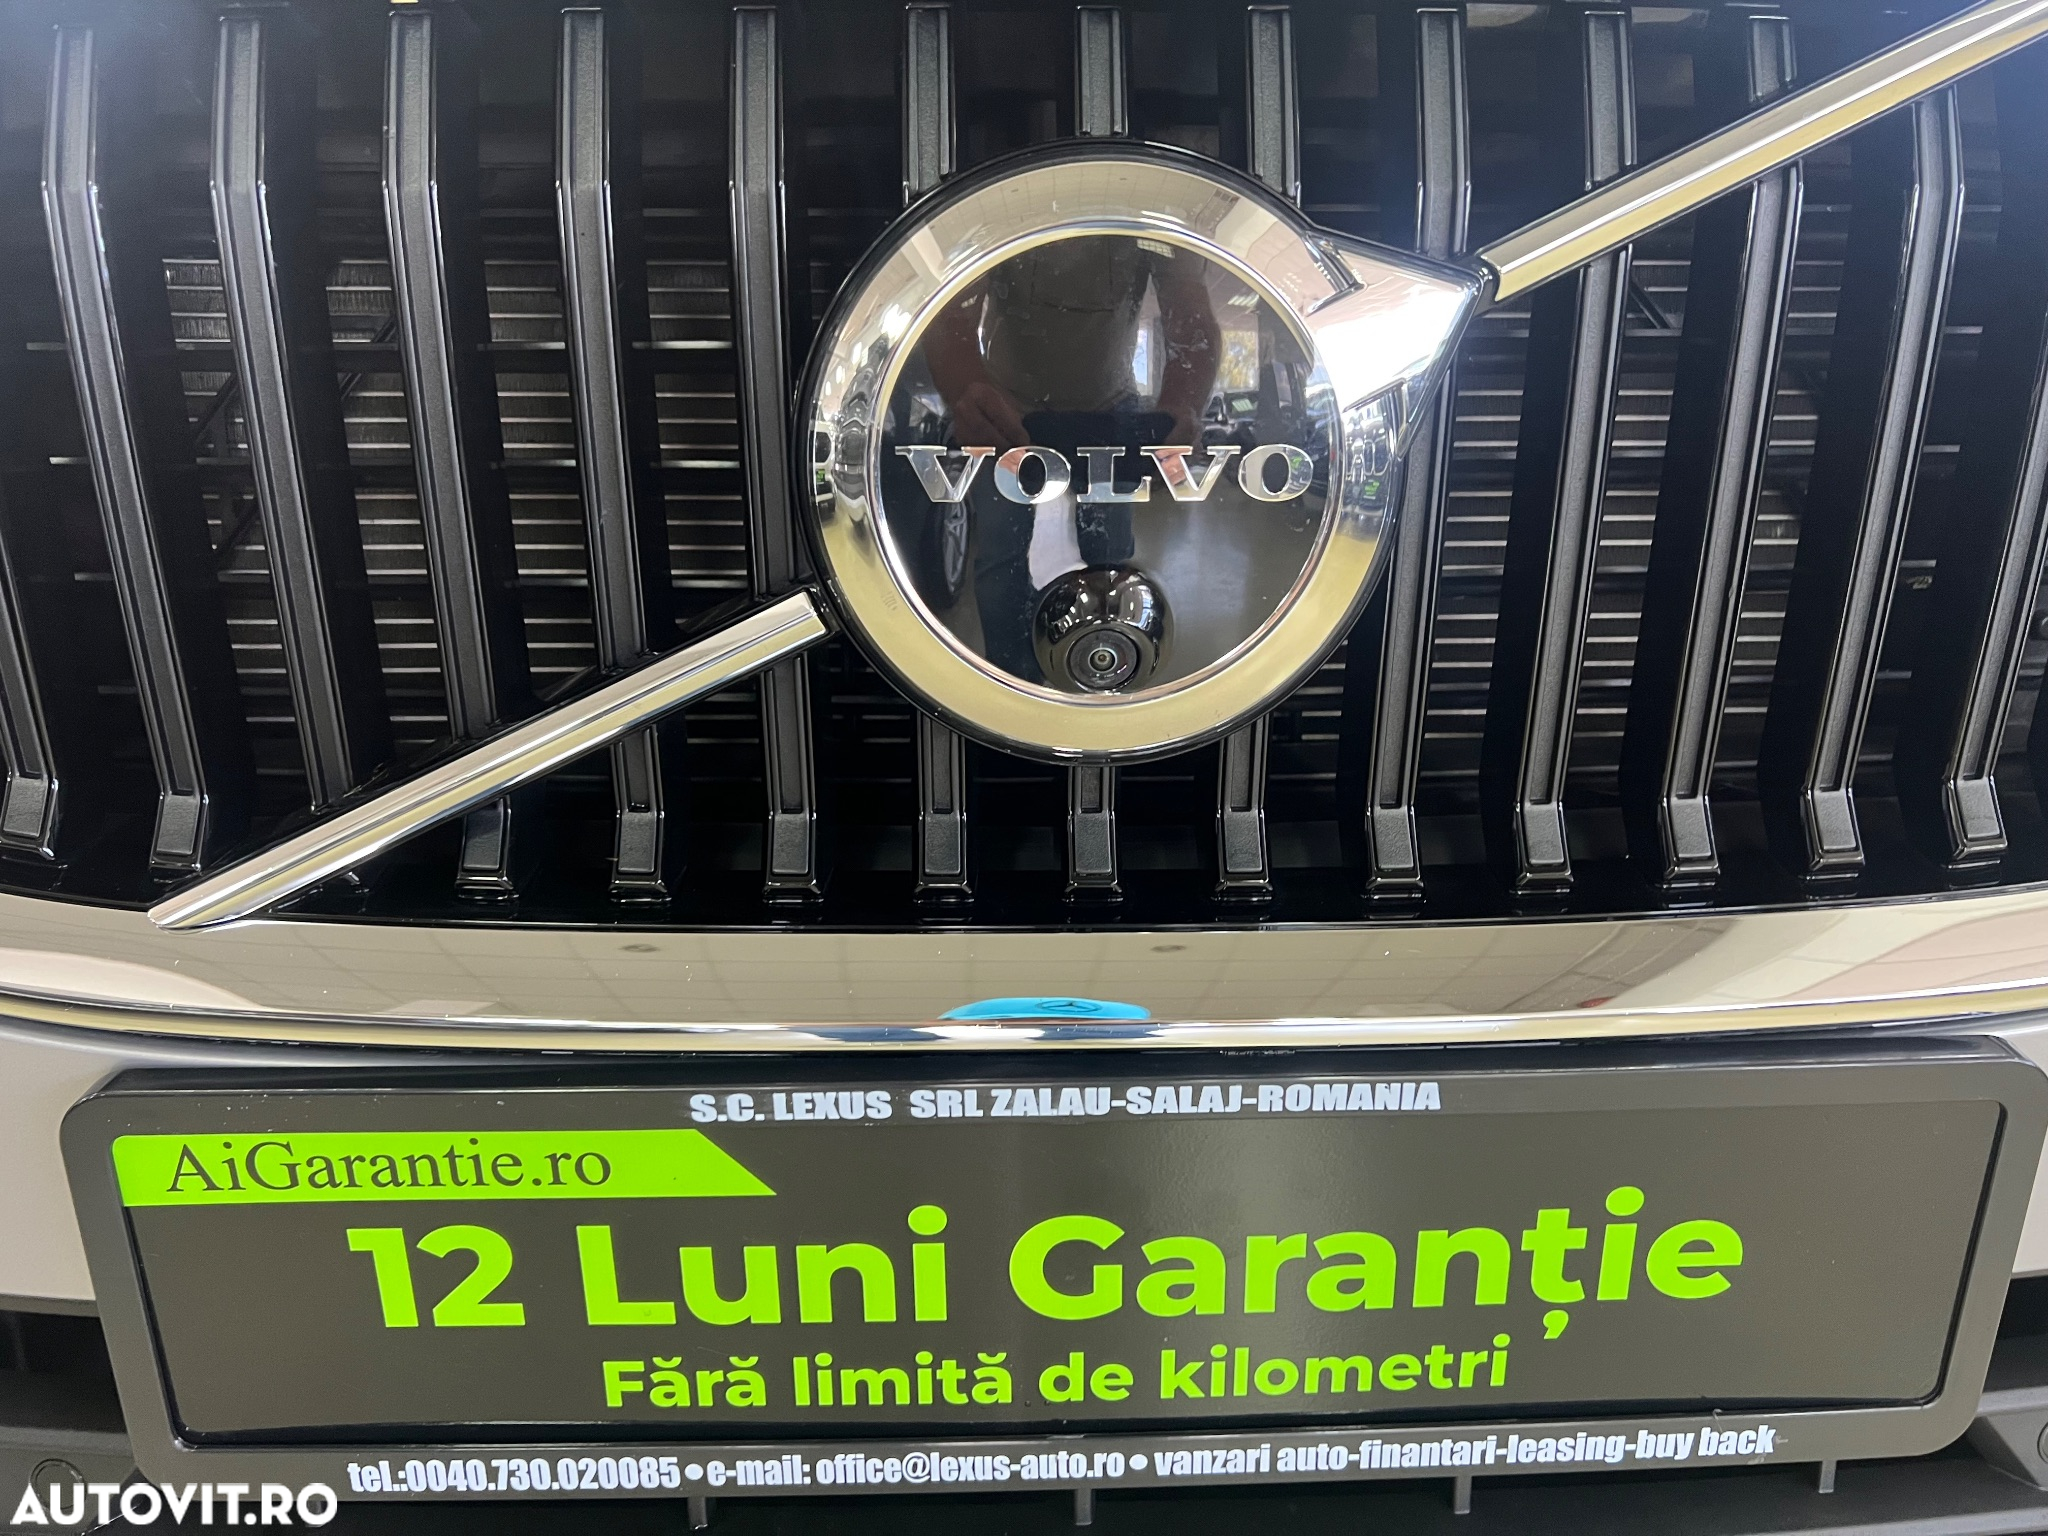 VOLVO
S.C. LEXUS SRL ZALAU-SALAJ-ROMANIA
AiGarantie.ro
12 Luni Garanție
Fără limită de kilometri
tel.:0040.730.020085 • e-mail: office@lexus-auto.ro • vanzari auto-finantari-leasing-buy back
AUTOVIT.RO